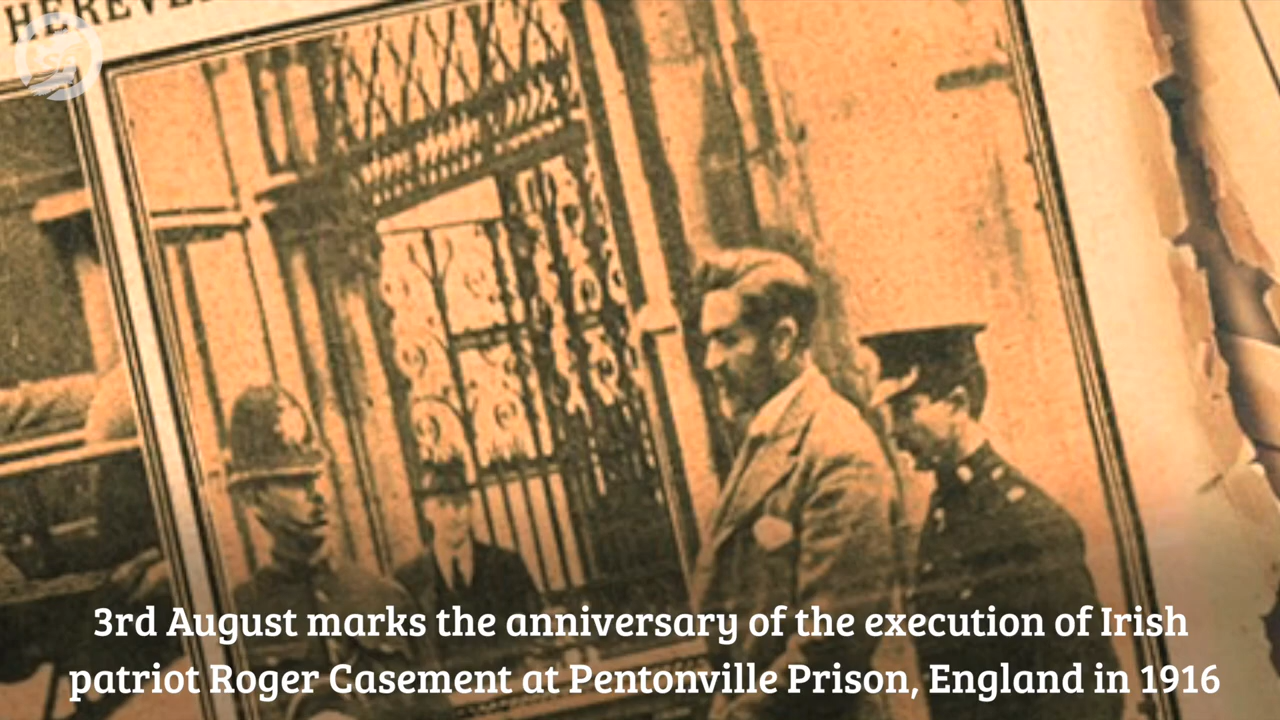 3rd August marks the anniversary of the execution of Irish
patriot Roger Casement at Pentonville Prison, England in 1916